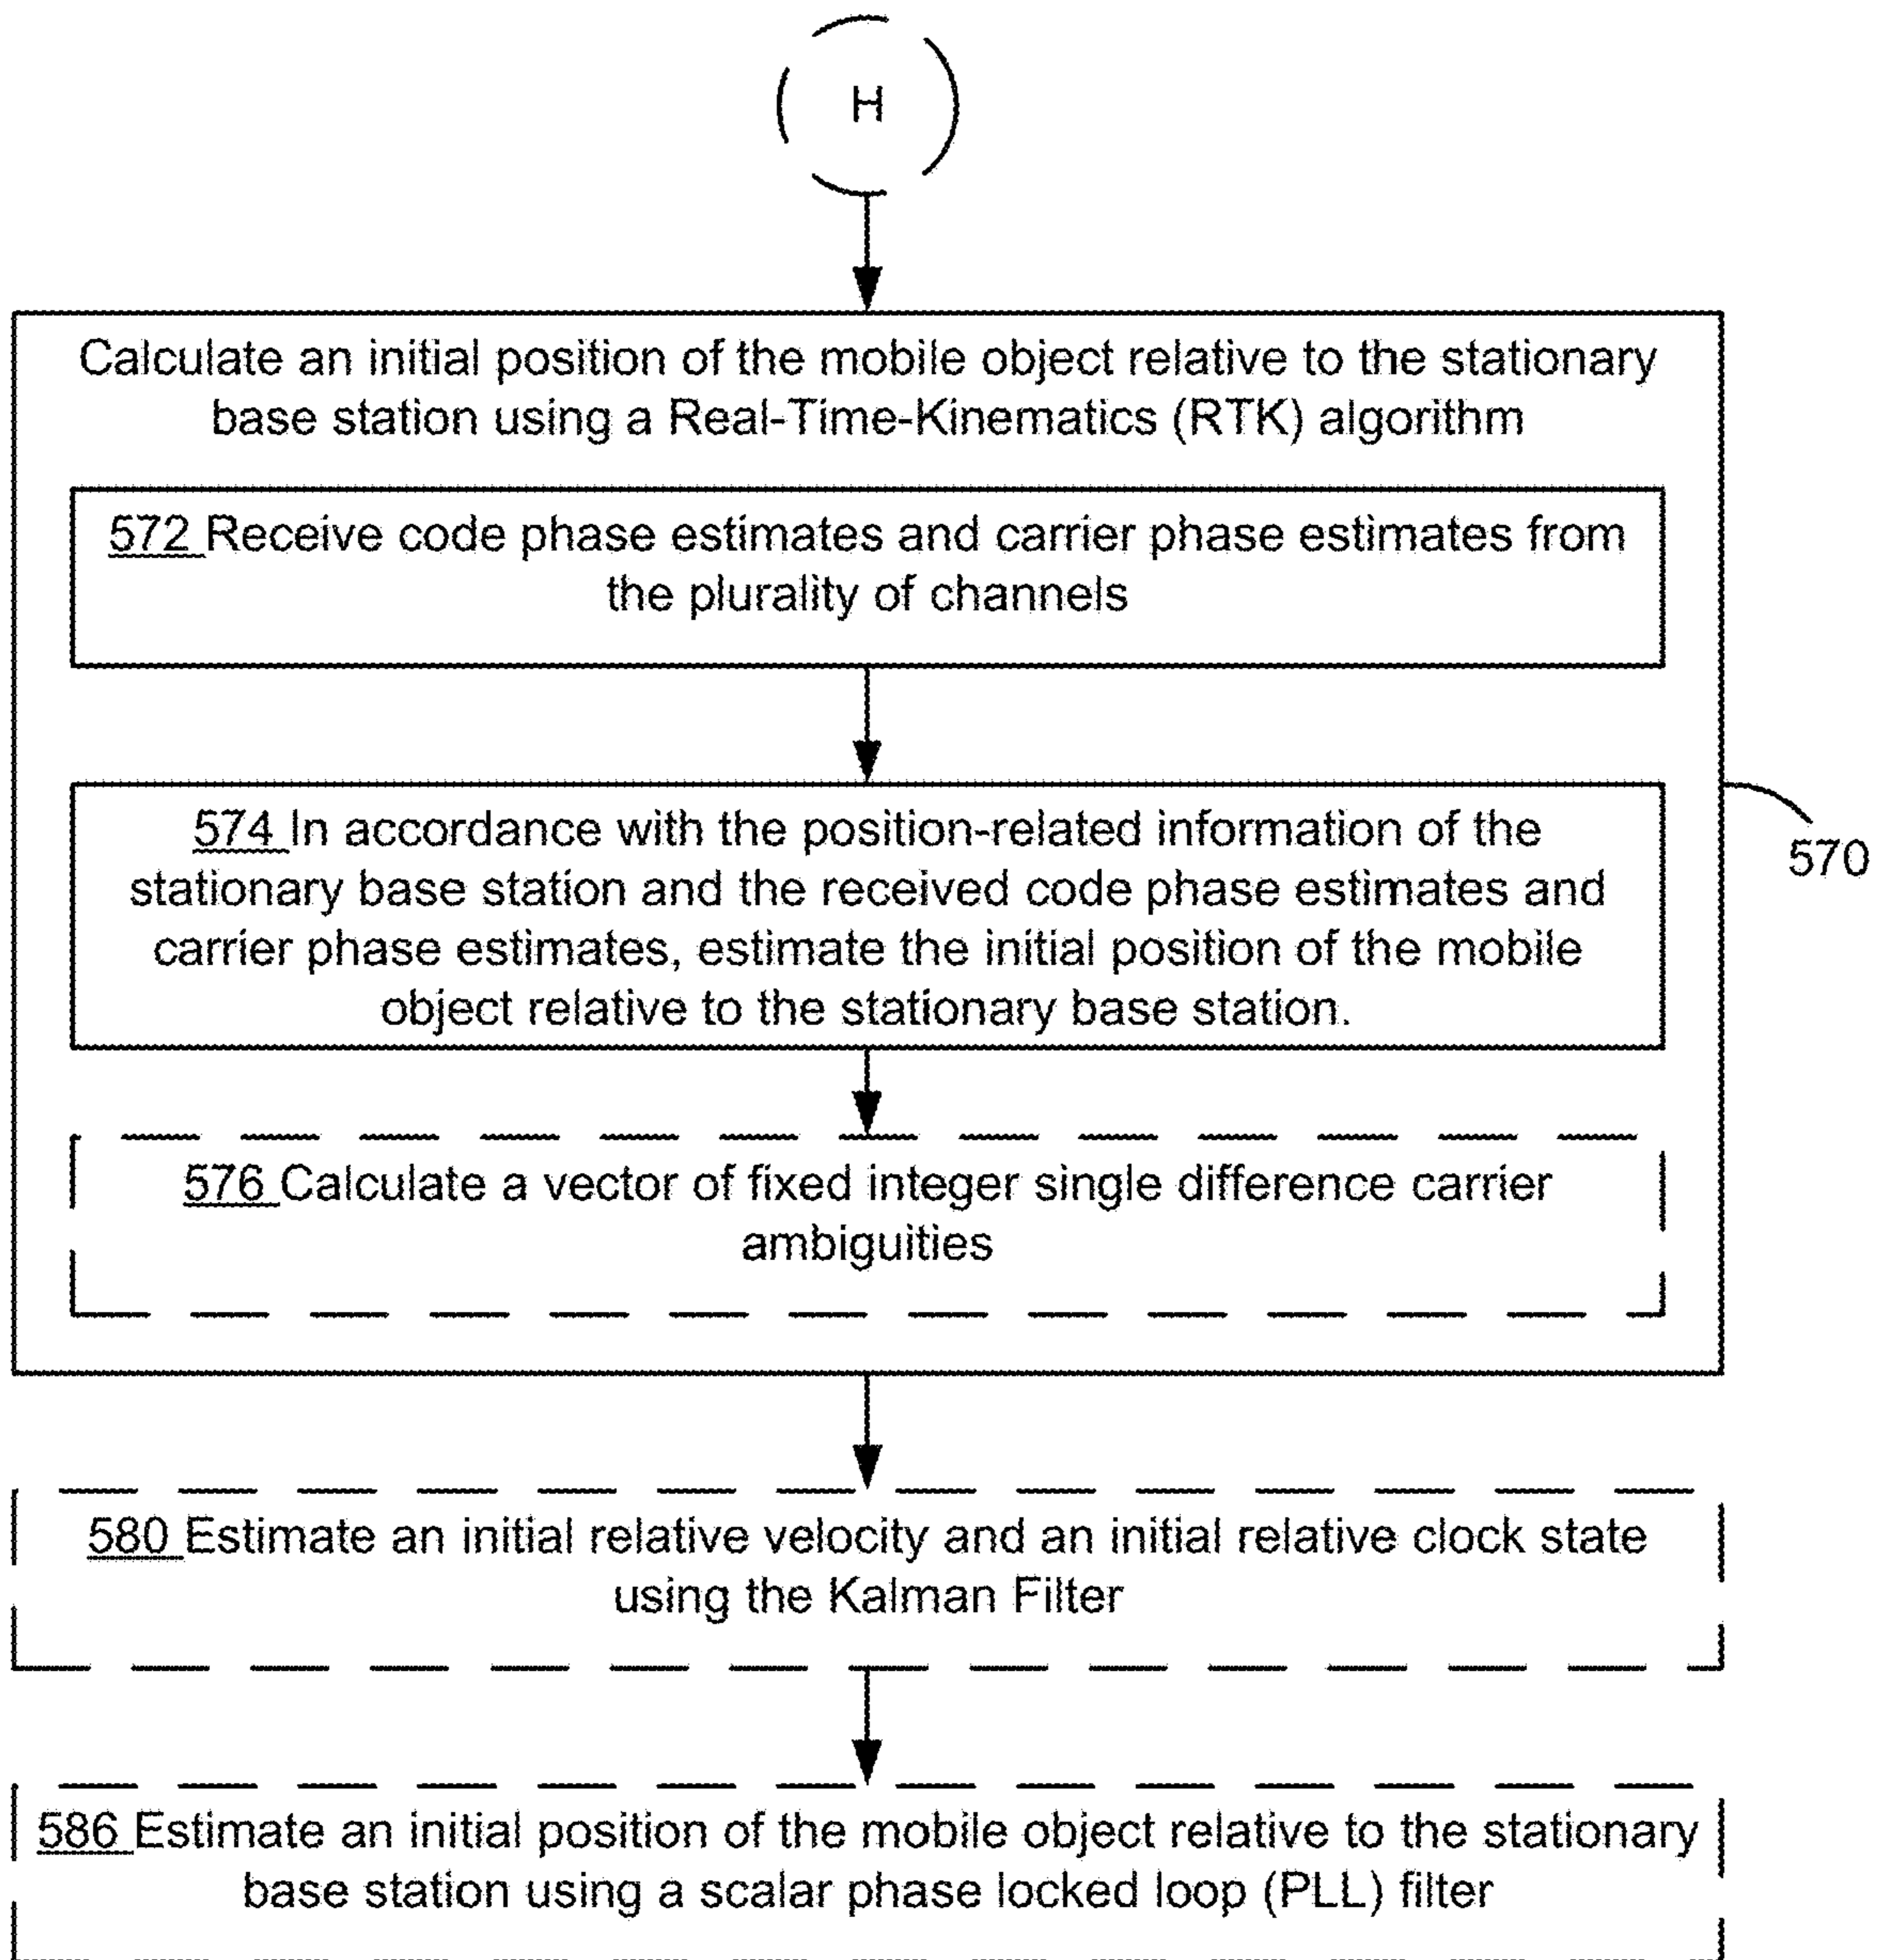 H
Calculate an initial position of the mobile object relative to the stationary
base station using a Real-Time-Kinematics (RTK) algorithm
572 Receive code phase estimates and carrier phase estimates from
the plurality of channels
574 In accordance with the position-related information of the
stationary base station and the received code phase estimates and
carrier phase estimates, estimate the initial position of the mobile
object relative to the stationary base station.
570
576 Calculate a vector of fixed integer single difference carrier
ambiguities
580 Estimate an initial relative velocity and an initial relative clock state
using the Kalman Filter
586 Estimate an initial position of the mobile object relative to the stationary
base station using a scalar phase locked loop (PLL) filter